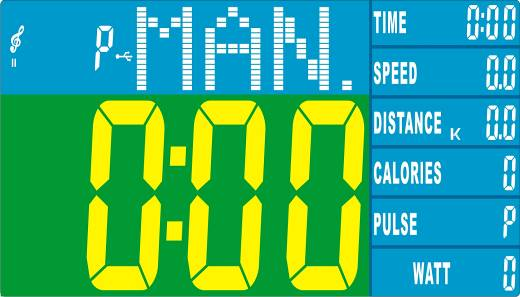 P MAN.
0:00
TIME 0:00
SPEED 0.0
DISTANCE K 0.0
CALORIES 0
PULSE P
WATT 0